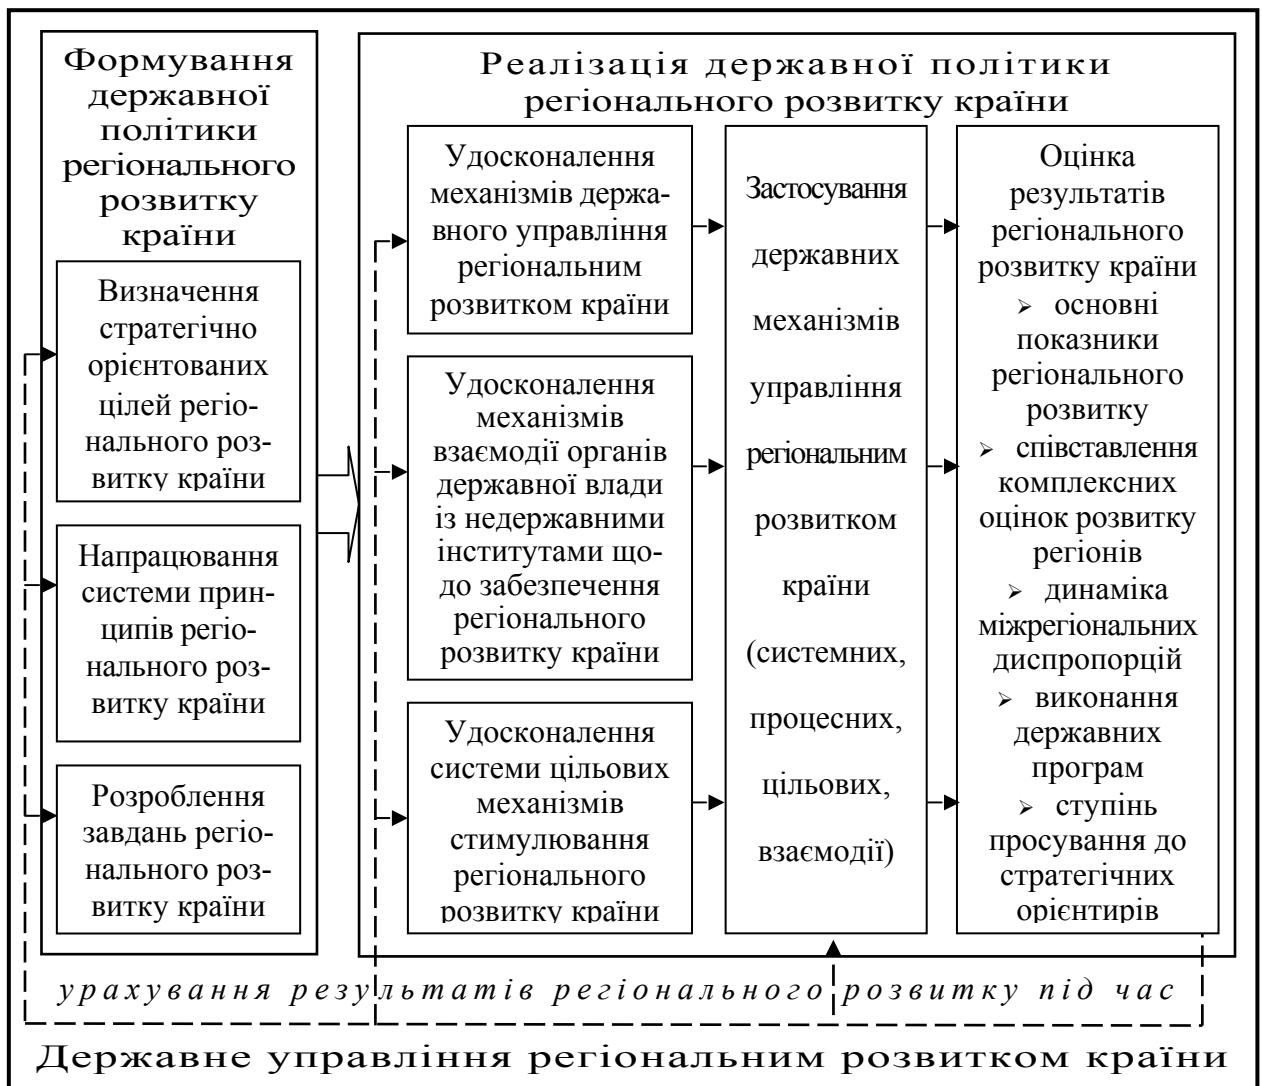 Формування
державної
політики
регіонального
розвитку
країни
Визначення
стратегічно
орієнтованих
цілей регіо-
нального роз-
витку країни
Напрацювання
системи прин-
ципів регіо-
нального роз-
витку країни
Розроблення
завдань регіо-
нального роз-
витку країни
Реалізація державної політики
регіонального розвитку країни
Удосконалення
механізмів держа-
вного управління
регіональним
розвитком країни
Удосконалення
механізмів
взаємодії органів
державної влади
із недержавними
інститутами що-
до забезпечення
регіонального
розвитку країни
Удосконалення
системи цільових
механізмів
стимулювання
регіонального
розвитку країни
Застосування
державних
механізмів
управління
регіональним
розвитком
країни
(системних,
процесних,
цільових,
взаємодії)
Оцінка
результатів
регіонального
розвитку країни
➢ основні
показники
регіонального
розвитку
➢ співставлення
комплексних
оцінок розвитку
регіонів
➢ динаміка
міжрегіональних
диспропорцій
➢ виконання
державних
програм
➢ ступінь
просування до
стратегічних
орієнтирів
урахування результатів регіонального розвитку під час
Державне управління регіональним розвитком країни